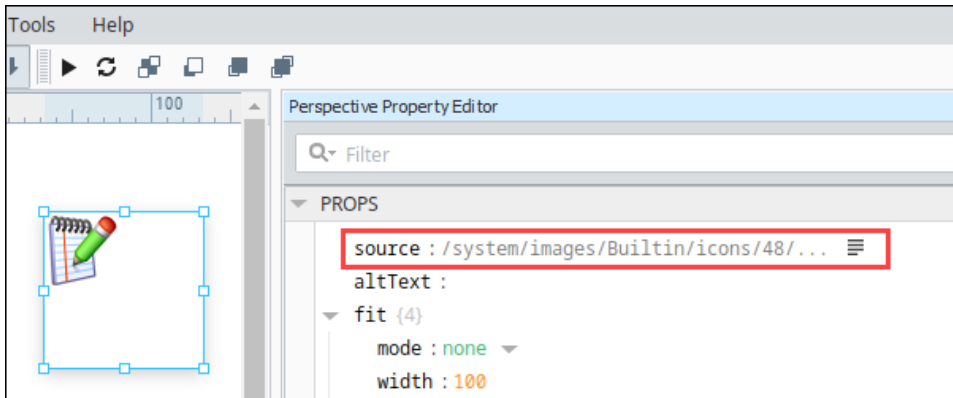 Tools Help
100
Perspective Property Editor
Filter
PROPS
source : /system/images/Builtin/icons/48/...
altText :
fit {4}
mode : none
width : 100